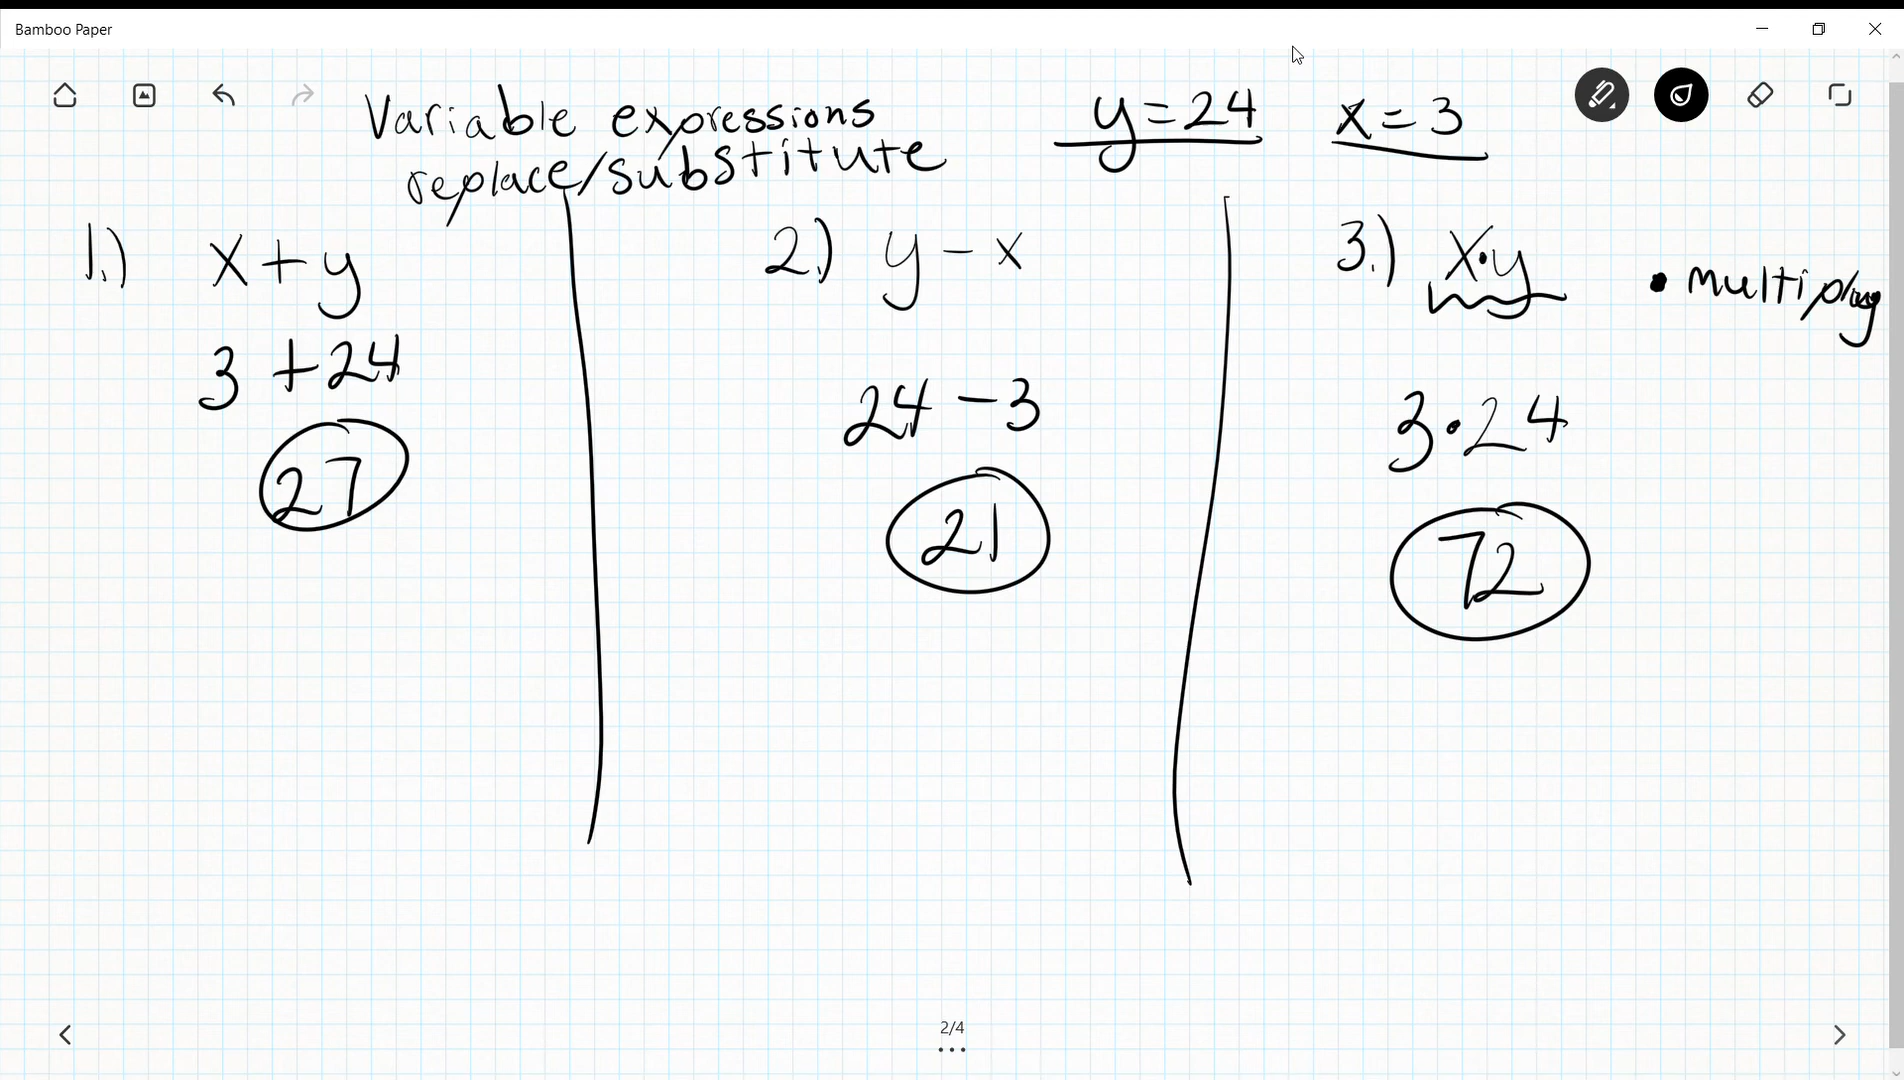 Bamboo Paper
Variable expressions
replace/substitute
y = 24
x = 3
1.) x + y
3 + 24
27
2.) y - x
24 - 3
21
3.) x·y
• multiplying
3·24
72
2/4